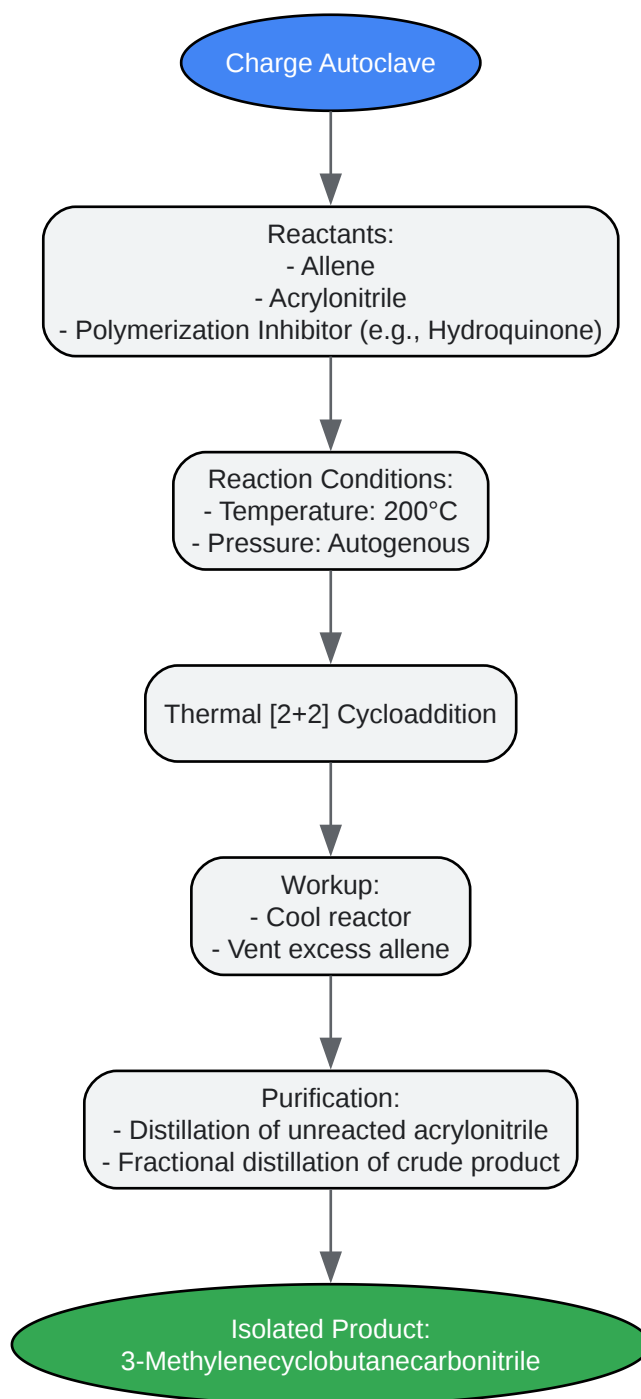 Charge Autoclave
Reactants:
- Allene
- Acrylonitrile
- Polymerization Inhibitor (e.g., Hydroquinone)
Reaction Conditions:
- Temperature: 200°C
- Pressure: Autogenous
Thermal [2+2] Cycloaddition
Workup:
- Cool reactor
- Vent excess allene
Purification:
- Distillation of unreacted acrylonitrile
- Fractional distillation of crude product
Isolated Product:
3-Methylenecyclobutanecarbonitrile